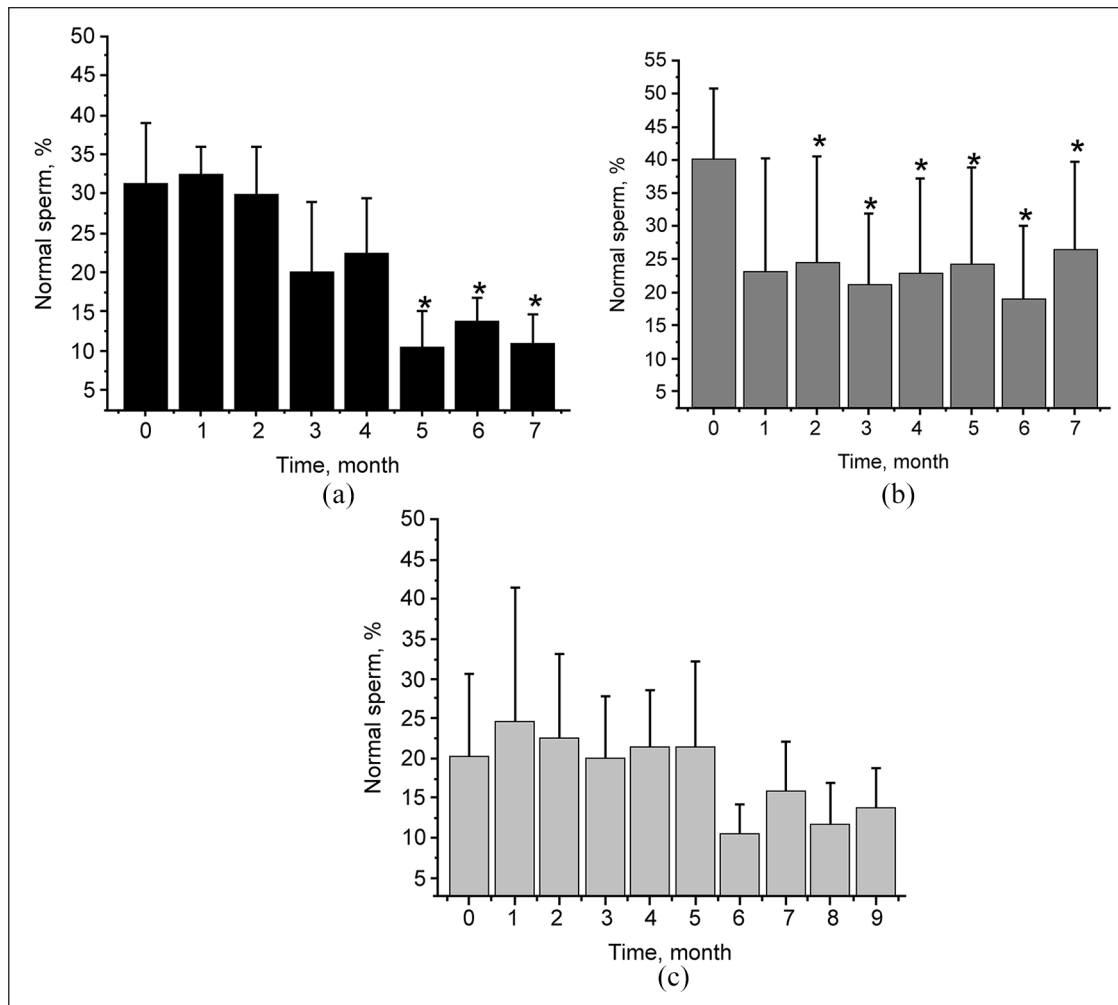 50
45
40
35
30
25
20
15
10
5
Normal sperm, %
* * *
0 1 2 3 4 5 6 7
Time, month
(a)
55
50
45
40
35
30
25
20
15
10
5
Normal sperm, %
* * * * * *
0 1 2 3 4 5 6 7
Time, month
(b)
50
45
40
35
30
25
20
15
10
5
Normal sperm, %
0 1 2 3 4 5 6 7 8 9
Time, month
(c)